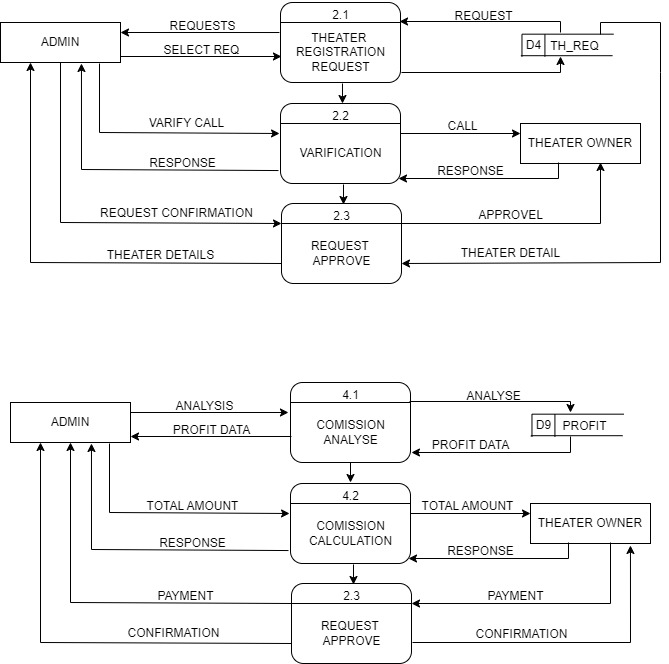 2.1
REQUEST
REQUESTS
ADMIN
THEATER
REGISTRATION
REQUEST
D4 TH_REQ
SELECT REQ
2.2
VARIFY CALL
CALL
VARIFICATION
THEATER OWNER
RESPONSE
RESPONSE
2.3
REQUEST CONFIRMATION
APPROVEL
REQUEST
APPROVE
THEATER DETAILS
THEATER DETAIL
4.1
ANALYSIS
ANALYSE
ADMIN
COMISSION
ANALYSE
D9 PROFIT
PROFIT DATA
PROFIT DATA
4.2
TOTAL AMOUNT
TOTAL AMOUNT
COMISSION
CALCULATION
THEATER OWNER
RESPONSE
RESPONSE
2.3
PAYMENT
PAYMENT
REQUEST
APPROVE
CONFIRMATION
CONFIRMATION